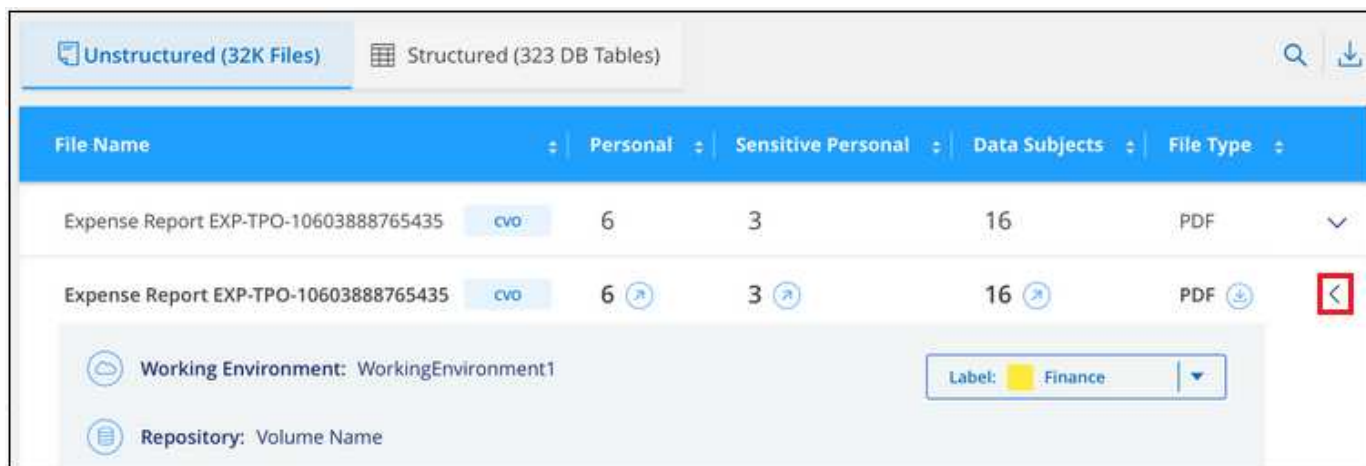 Unstructured (32K Files) Structured (323 DB Tables)
File Name Personal Sensitive Personal Data Subjects File Type
Expense Report EXP-TPO-10603888765435 CVO 6 3 16 PDF
Expense Report EXP-TPO-10603888765435 CVO 6 3 16 PDF
Working Environment: WorkingEnvironment1 Label: Finance
Repository: Volume Name